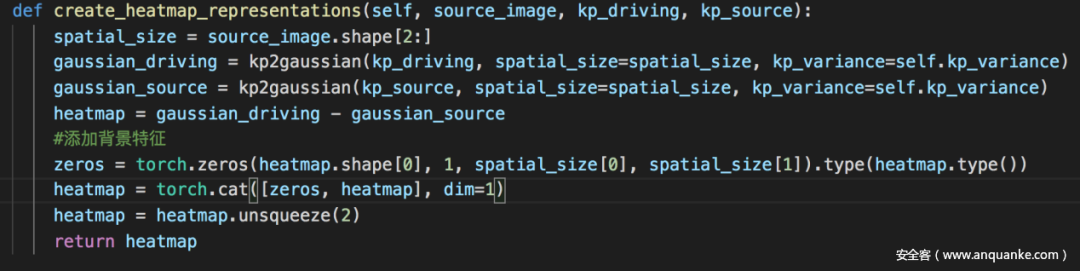 def create_heatmap_representations(self, source_image, kp_driving, kp_source):
    spatial_size = source_image.shape[2:]
    gaussian_driving = kp2gaussian(kp_driving, spatial_size=spatial_size, kp_variance=self.kp_variance)
    gaussian_source = kp2gaussian(kp_source, spatial_size=spatial_size, kp_variance=self.kp_variance)
    heatmap = gaussian_driving - gaussian_source
    #添加背景特征
    zeros = torch.zeros(heatmap.shape[0], 1, spatial_size[0], spatial_size[1]).type(heatmap.type())
    heatmap = torch.cat([zeros, heatmap], dim=1)
    heatmap = heatmap.unsqueeze(2)
    return heatmap
安全客（www.anquanke.com）